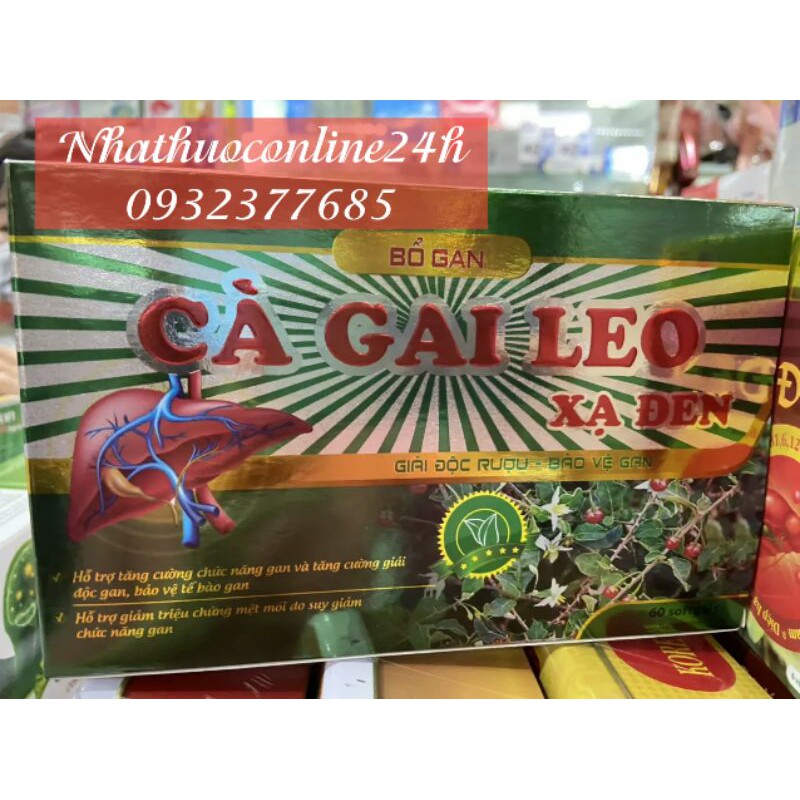 Nhathuoconline24h
0932377685
BỔ GAN
CÀ GAI LEO
XẠ ĐEN
GIẢI ĐỘC RƯỢU - BẢO VỆ GAN
✓ Hỗ trợ tăng cường chức năng gan và tăng cường giải
độc gan, bảo vệ tế bào gan
✓ Hỗ trợ giảm triệu chứng mệt mỏi do suy giảm
chức năng gan
60